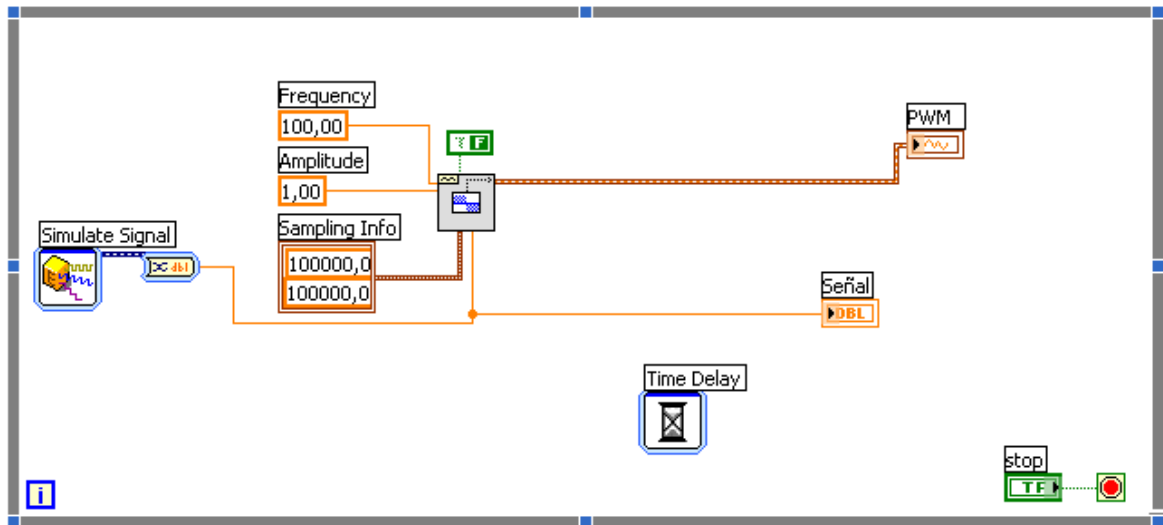 Frequency
100,00
PWM
F
Amplitude
1,00
Sampling Info
100000,0
100000,0
Simulate Signal
dbl
Señal
DBL
Time Delay
stop
TF
i